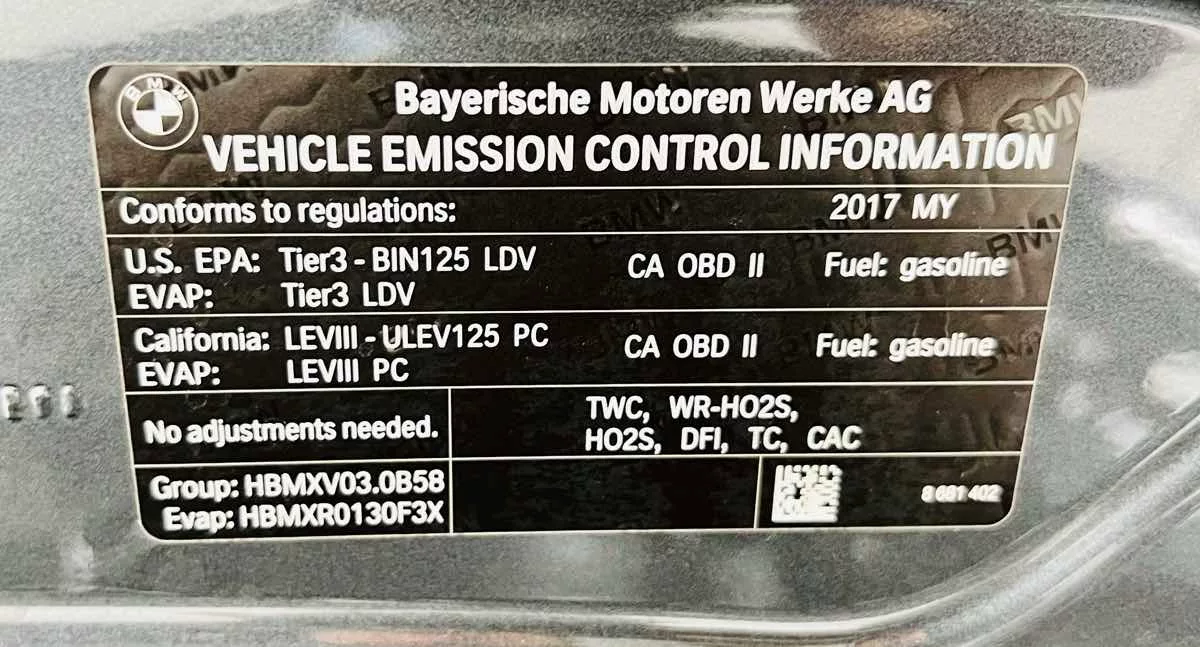 BMW
Bayerische Motoren Werke AG
VEHICLE EMISSION CONTROL INFORMATION
Conforms to regulations: 2017 MY
U.S. EPA: Tier3 - BIN125 LDV CA OBD II Fuel: gasoline
EVAP: Tier3 LDV
California: LEVIII - ULEV125 PC CA OBD II Fuel: gasoline
EVAP: LEVIII PC
No adjustments needed.
TWC, WR-HO2S,
HO2S, DFI, TC, CAC
Group: HBMXV03.0B58
Evap: HBMXR0130F3X
8 681 402